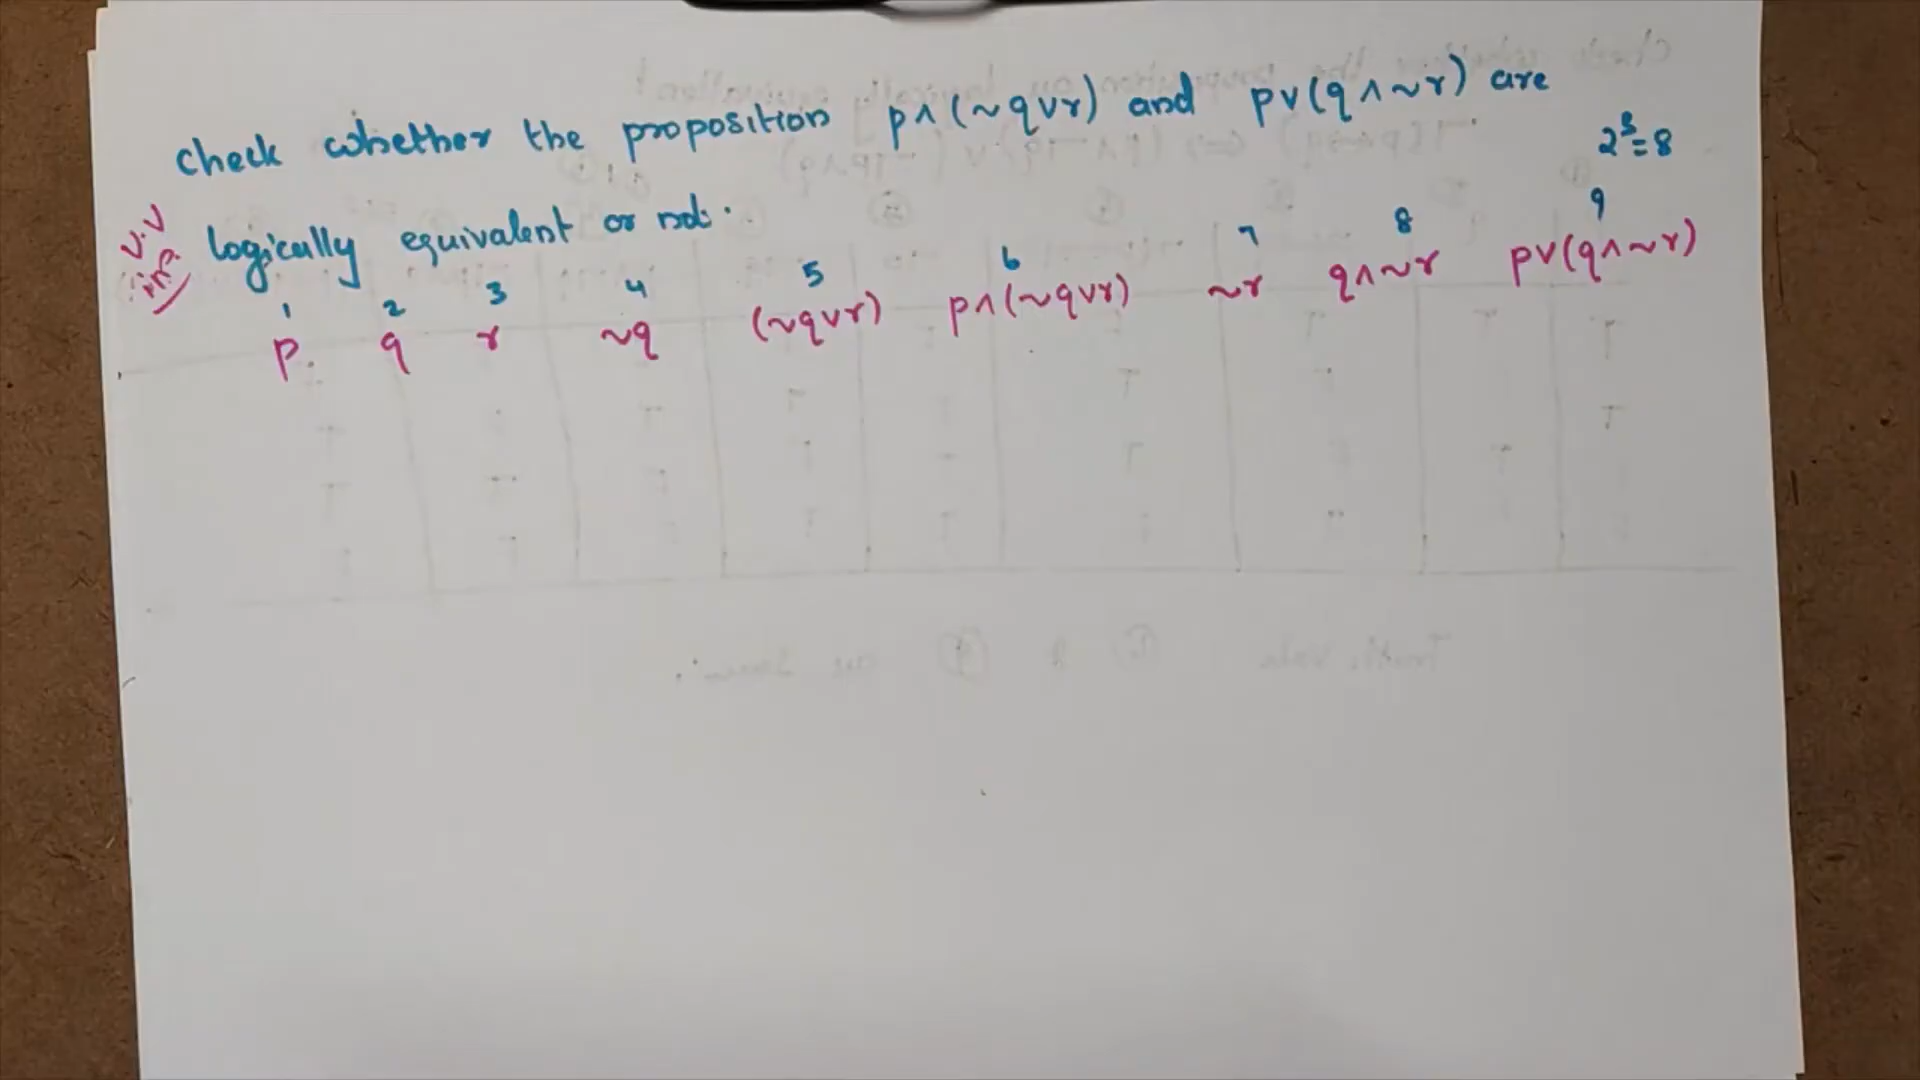 check whether the proposition p∧(~q∨r) and p∨(q∧~r) are
2³=8
v.v imp. logically equivalent or not.
1 2 3 4 5 6 7 8 9
p. q r ~q (~q∨r) p∧(~q∨r) ~r q∧~r p∨(q∧~r)